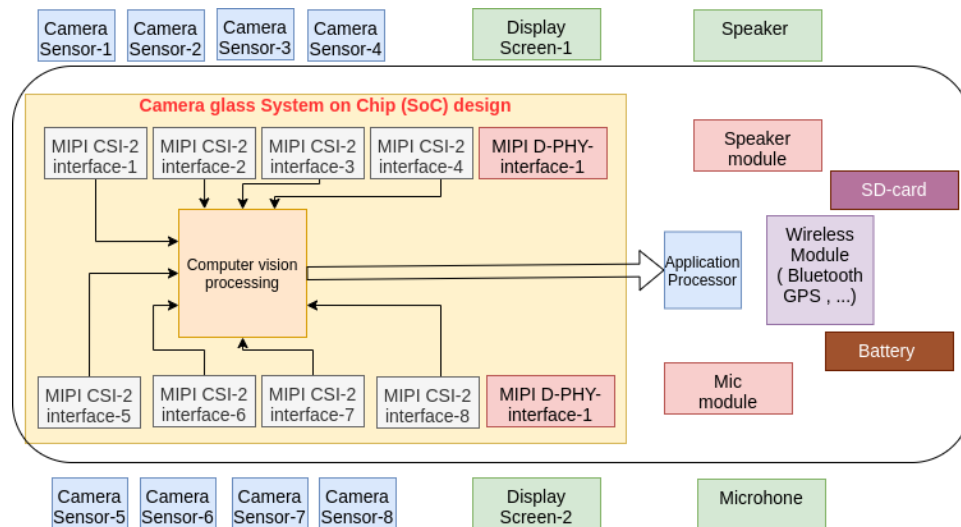 Camera
Sensor-1
Camera
Sensor-2
Camera
Sensor-3
Camera
Sensor-4
Display
Screen-1
Speaker
Camera glass System on Chip (SoC) design
MIPI CSI-2
interface-1
MIPI CSI-2
interface-2
MIPI CSI-2
interface-3
MIPI CSI-2
interface-4
MIPI D-PHY-
interface-1
Speaker
module
SD-card
Computer vision
processing
Application
Processor
Wireless
Module
( Bluetooth
GPS , ...)
Battery
MIPI CSI-2
interface-5
MIPI CSI-2
interface-6
MIPI CSI-2
interface-7
MIPI CSI-2
interface-8
MIPI D-PHY-
interface-1
Mic
module
Camera
Sensor-5
Camera
Sensor-6
Camera
Sensor-7
Camera
Sensor-8
Display
Screen-2
Microhone